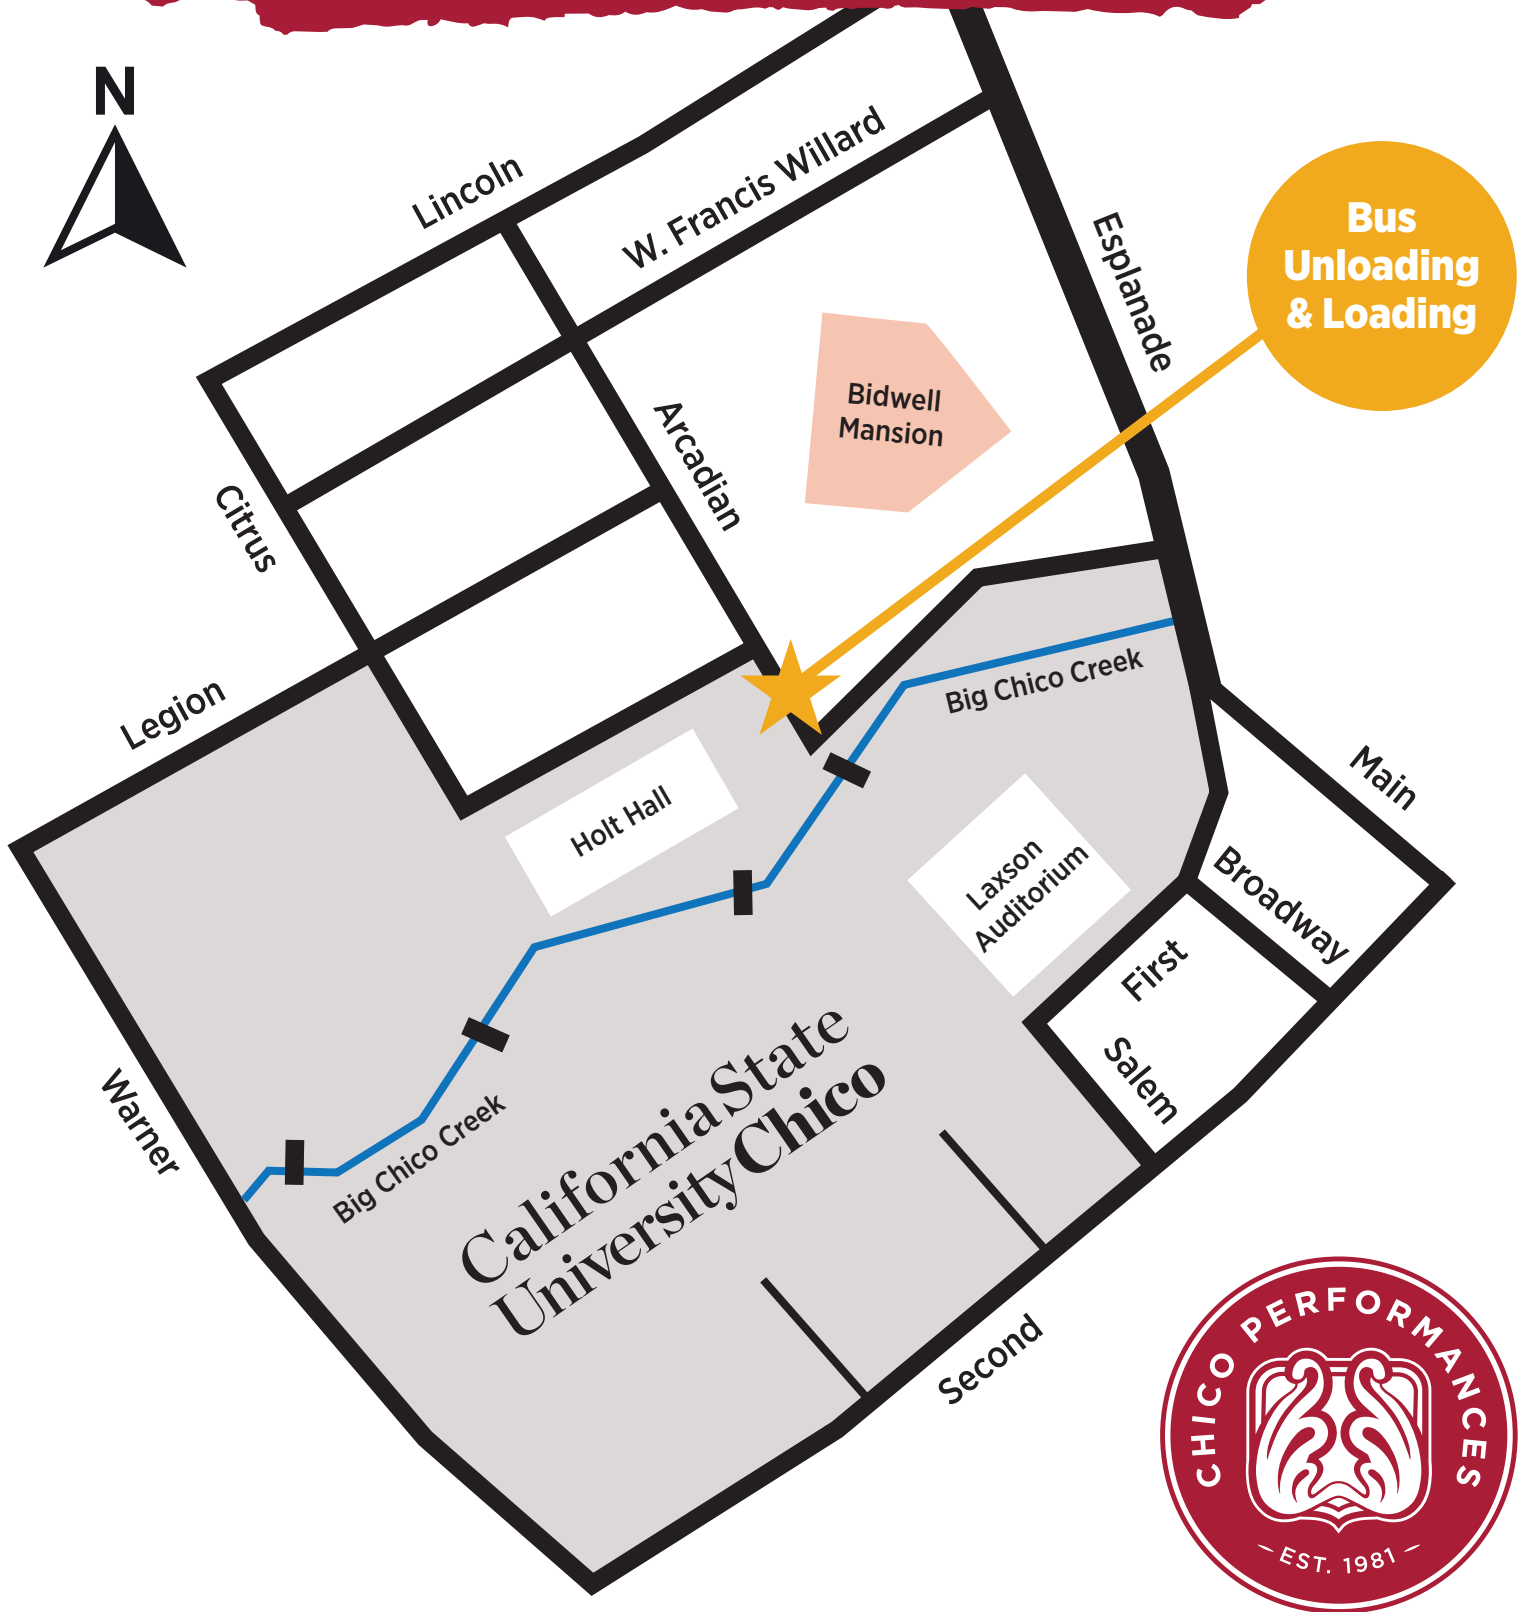 N
Lincoln
W. Francis Willard
Esplanade
Bus
Unloading
& Loading
Bidwell
Mansion
Arcadian
Citrus
Legion
Big Chico Creek
Holt Hall
Main
Laxson
Auditorium
Broadway
First
Salem
Warner
Big Chico Creek
California State
University Chico
Second
CHICO PERFORMANCES
EST. 1981